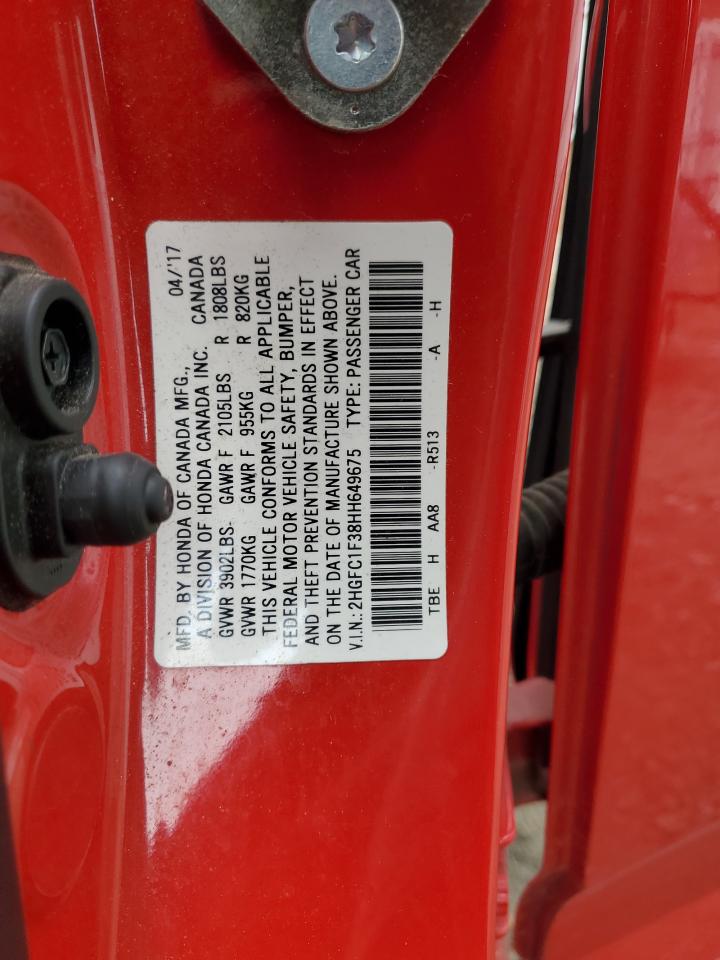 MFD. BY HONDA OF CANADA MFG., 04/'17
A DIVISION OF HONDA CANADA INC. CANADA
GVWR 3902LBS. GAWR F 2105LBS R 1808LBS
GVWR 1770KG GAWR F 955KG R 820KG
THIS VEHICLE CONFORMS TO ALL APPLICABLE
FEDERAL MOTOR VEHICLE SAFETY, BUMPER,
AND THEFT PREVENTION STANDARDS IN EFFECT
ON THE DATE OF MANUFACTURE SHOWN ABOVE.
V.I.N.: 2HGFC1F38HH649675 TYPE: PASSENGER CAR
TBE H AA8 -R513 -A -H